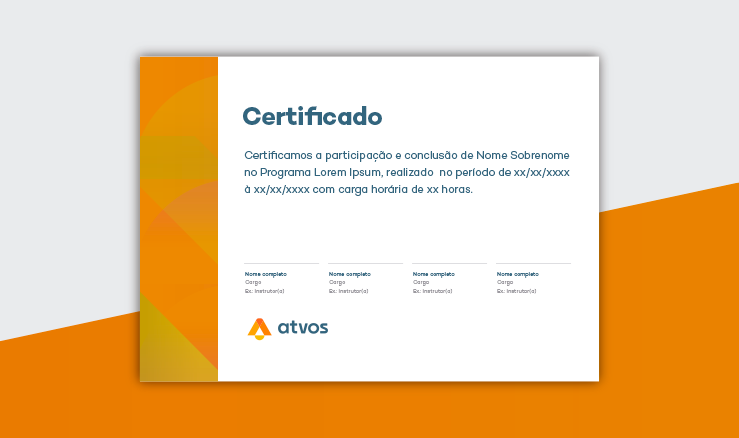 Certificado
Certificamos a participação e conclusão de Nome Sobrenome
no Programa Lorem Ipsum, realizado  no período de xx/xx/xxxx
à xx/xx/xxxx com carga horária de xx horas.
Nome completo Nome completo Nome completo Nome completo
Cargo Cargo Cargo Cargo
Ex: Instrutor(a) Ex: Instrutor(a) Ex: Instrutor(a) Ex: Instrutor(a)
atvos